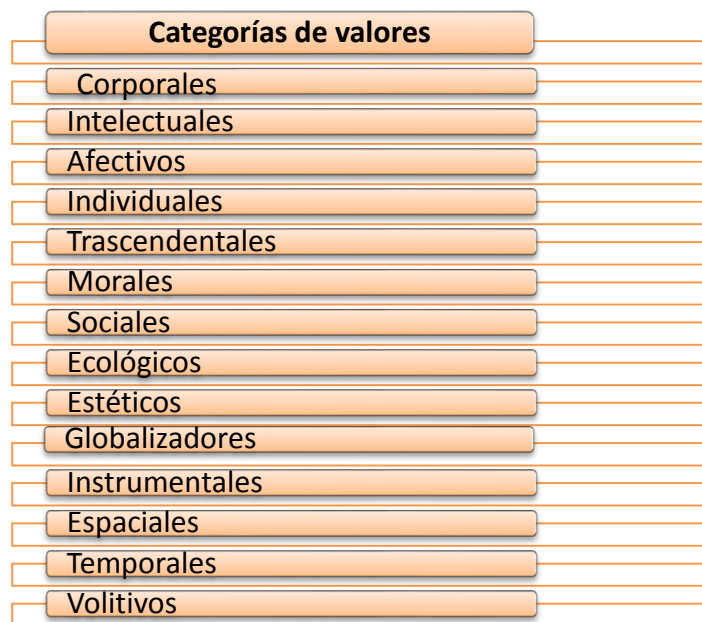 Categorías de valores
Corporales
Intelectuales
Afectivos
Individuales
Trascendentales
Morales
Sociales
Ecológicos
Estéticos
Globalizadores
Instrumentales
Espaciales
Temporales
Volitivos